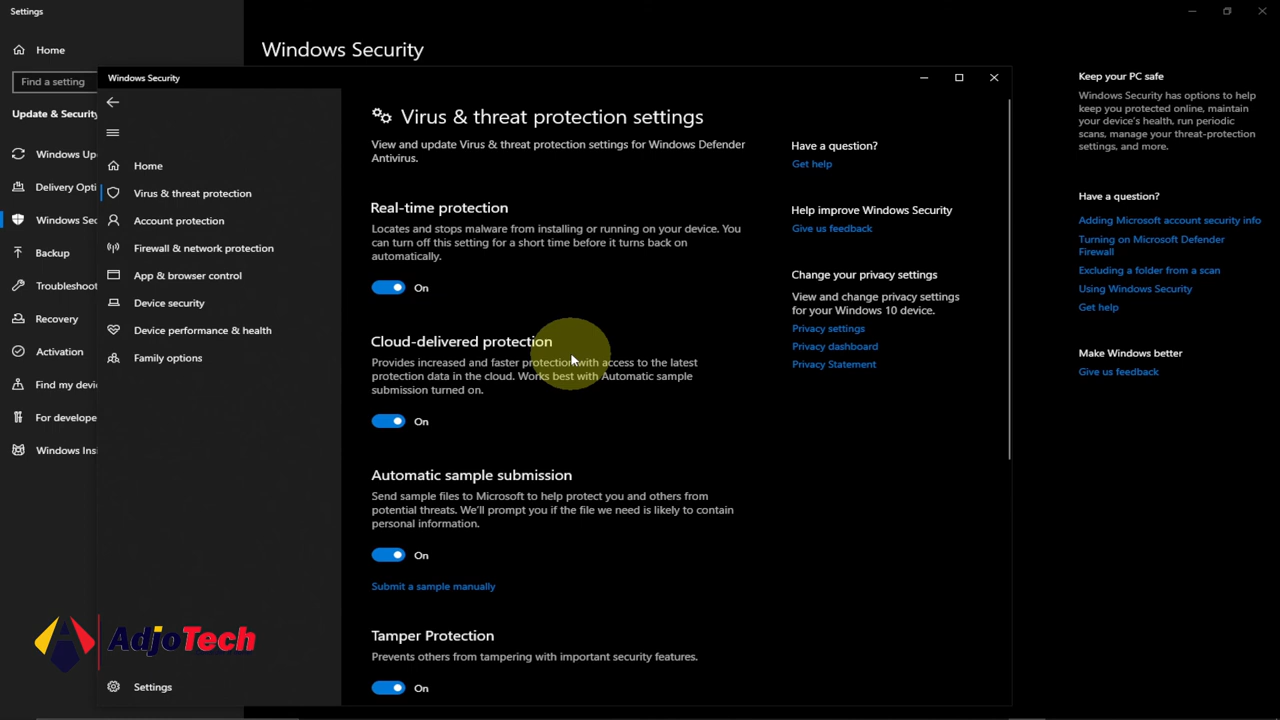 Settings
Home
Find a setting
Update & Security
Windows Up
Delivery Opti
Windows Sec
Backup
Troubleshoot
Recovery
Activation
Find my devi
For develope
Windows Insi
Windows Security
Windows Security
Home
Virus & threat protection
Account protection
Firewall & network protection
App & browser control
Device security
Device performance & health
Family options
AdjoTech
Settings
Virus & threat protection settings
View and update Virus & threat protection settings for Windows Defender
Antivirus.
Real-time protection
Locates and stops malware from installing or running on your device. You
can turn off this setting for a short time before it turns back on
automatically.
On
Cloud-delivered protection
Provides increased and faster protection with access to the latest
protection data in the cloud. Works best with Automatic sample
submission turned on.
On
Automatic sample submission
Send sample files to Microsoft to help protect you and others from
potential threats. We'll prompt you if the file we need is likely to contain
personal information.
On
Submit a sample manually
Tamper Protection
Prevents others from tampering with important security features.
On
Have a question?
Get help
Help improve Windows Security
Give us feedback
Change your privacy settings
View and change privacy settings
for your Windows 10 device.
Privacy settings
Privacy dashboard
Privacy Statement
Keep your PC safe
Windows Security has options to help
keep you protected online, maintain
your device's health, run periodic
scans, manage your threat-protection
settings, and more.
Have a question?
Adding Microsoft account security info
Turning on Microsoft Defender
Firewall
Excluding a folder from a scan
Using Windows Security
Get help
Make Windows better
Give us feedback